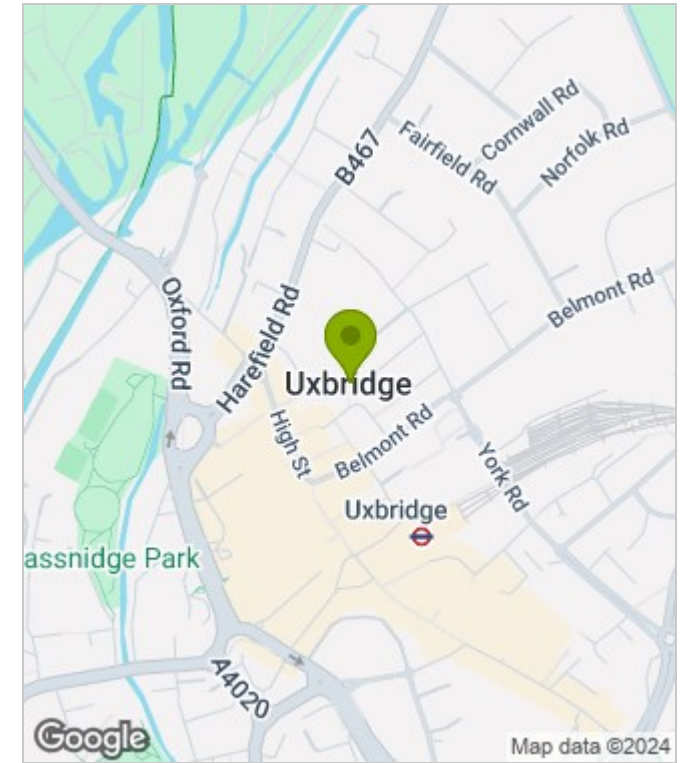 Cornwall Rd
Fairfield Rd
Norfolk Rd
B467
Belmont Rd
Oxford Rd
Harefield Rd
Uxbridge
High St
Belmont Rd
York Rd
Uxbridge
assnidge Park
A4020
Google
Map data ©2024